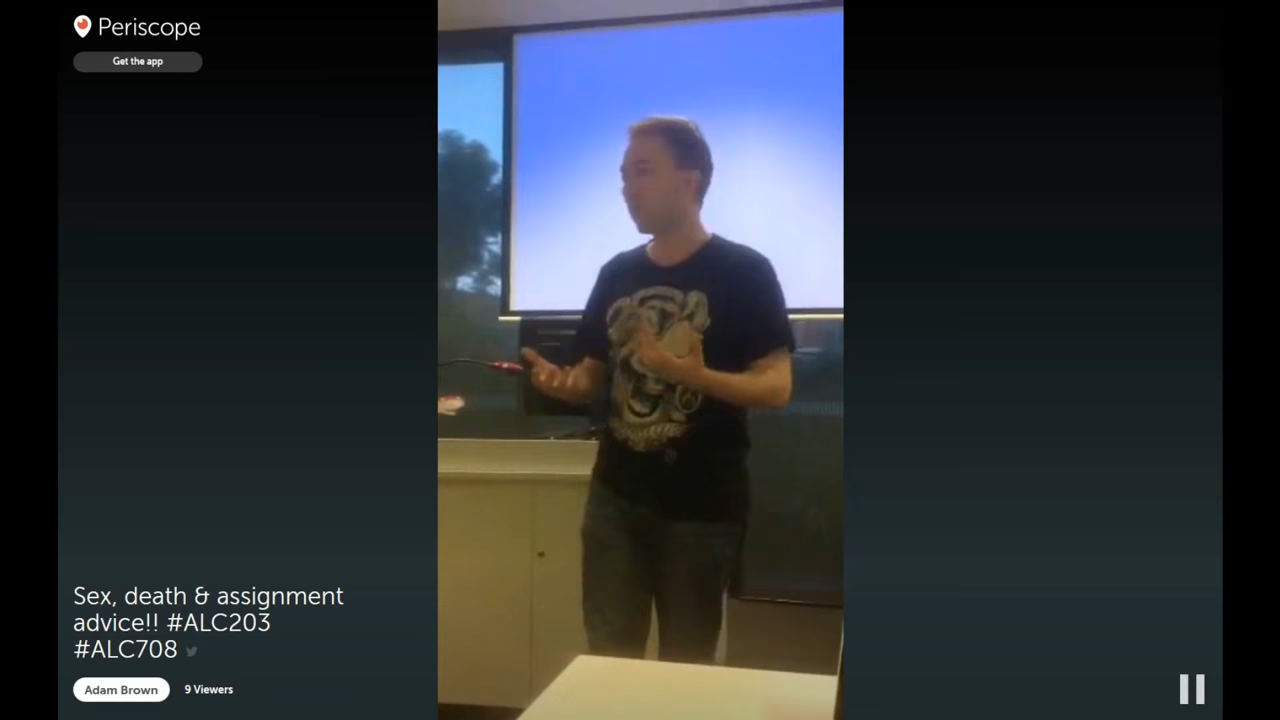 Periscope
Get the app
Sex, death & assignment
advice!! #ALC203
#ALC708
Adam Brown
9 Viewers